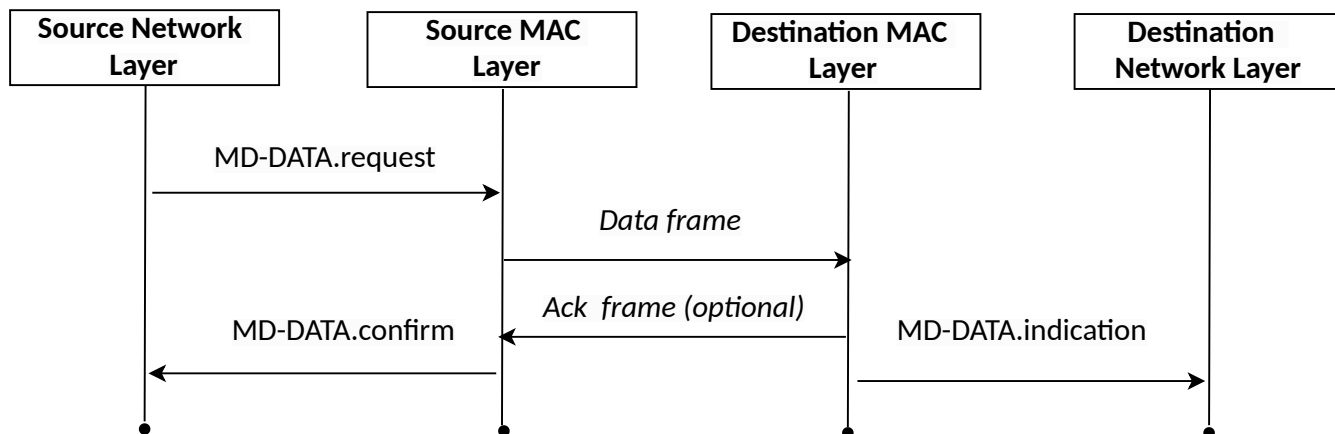 Source Network
Layer
Source MAC
Layer
Destination MAC
Layer
Destination
Network Layer
MD-DATA.request
Data frame
Ack frame (optional)
MD-DATA.confirm
MD-DATA.indication